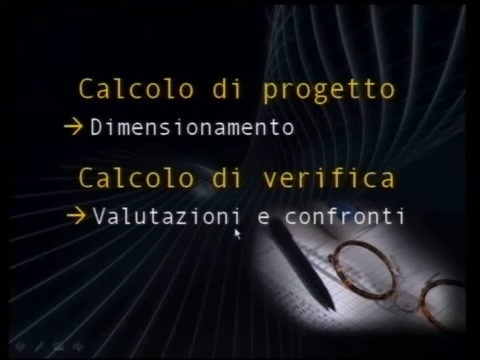 Calcolo di progetto
→ Dimensionamento
Calcolo di verifica
→ Valutazioni e confronti